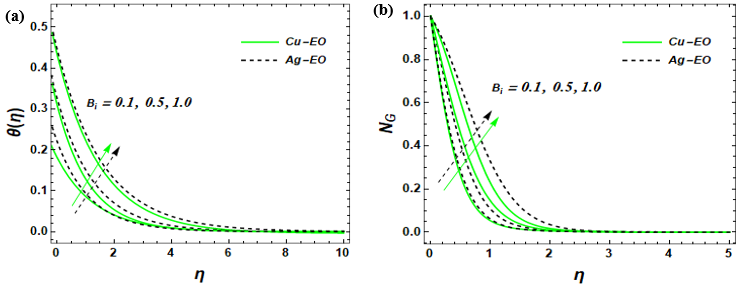 (a)
0.5
0.4
0.3
0.2
0.1
0.0
θ(η)
Cu-EO
Ag-EO
Bi = 0.1, 0.5, 1.0
0 2 4 6 8 10
η
(b)
1.0
0.8
0.6
0.4
0.2
0.0
NG
Cu-EO
Ag-EO
Bi = 0.1, 0.5, 1.0
0 1 2 3 4 5
η